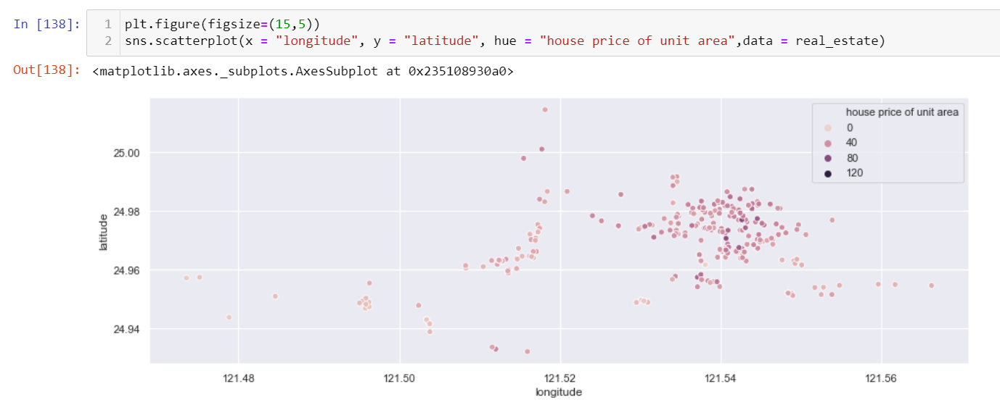 In [138]:
1 plt.figure(figsize=(15,5))
2 sns.scatterplot(x = "longitude", y = "latitude", hue = "house price of unit area",data = real_estate)
Out[138]: <matplotlib.axes._subplots.AxesSubplot at 0x235108930a0>
house price of unit area
0
40
80
120
25.00
24.98
24.96
24.94
latitude
121.48 121.50 121.52 121.54 121.56
longitude